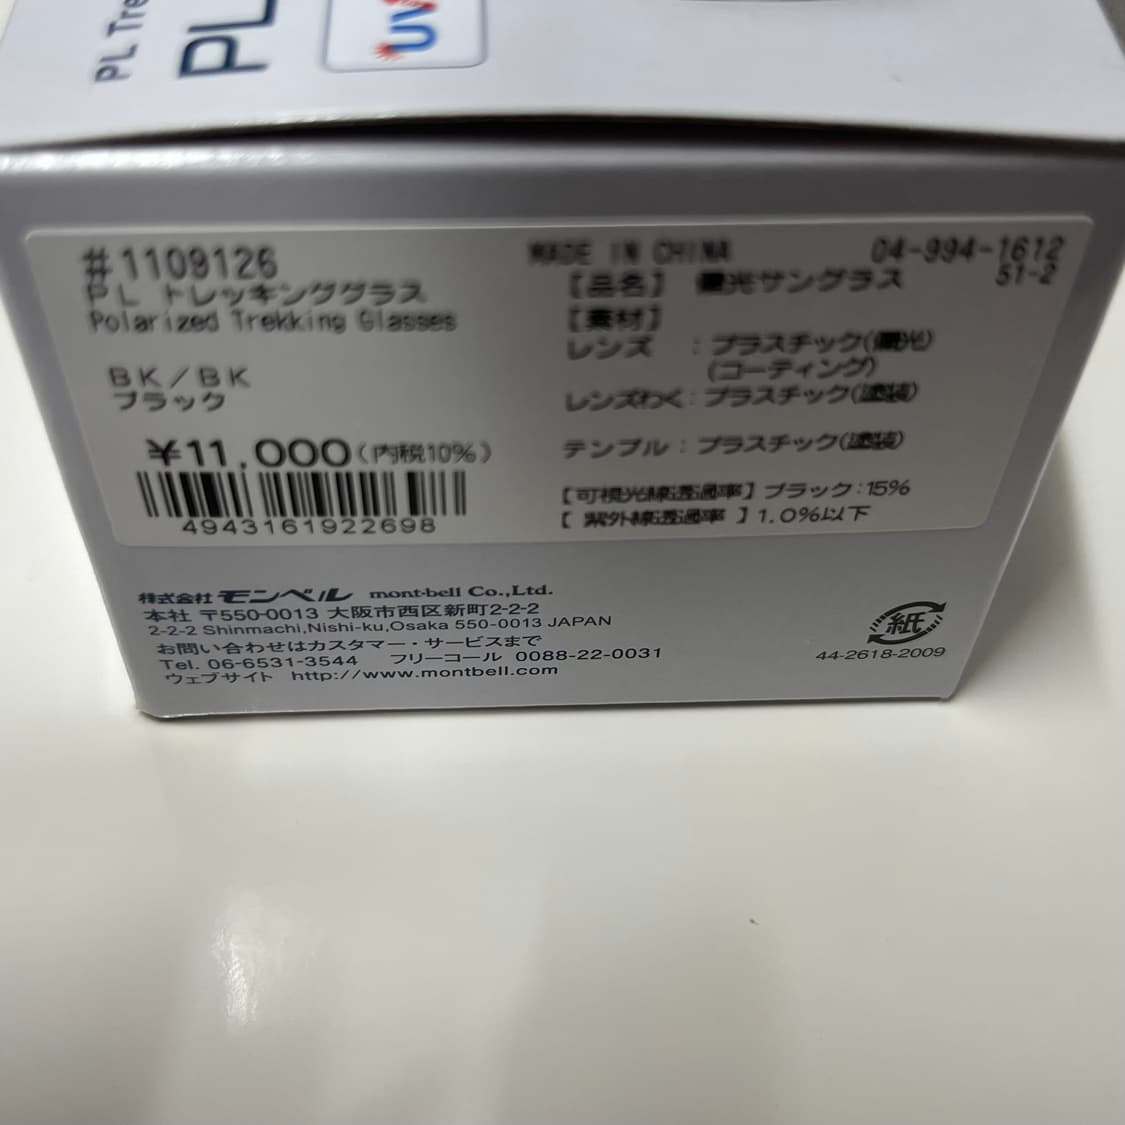 PL Tre
PL
UV
#1109126
PL トレッキンググラス
Polarized Trekking Glasses
BK/BK
ブラック
¥11,000(内税10%)
4943161922698
MADE IN CHINA
04-994-1612
51-2
【品名】 偏光サングラス
【素材】
レンズ :プラスチック(偏光)
(コーティング)
レンズわく:プラスチック(塗装)
テンプル:プラスチック(塗装)
【可視光線透過率】ブラック:15%
【 紫外線透過率 】1.0%以下
株式会社 モンベル mont-bell Co.,Ltd.
本社 〒550-0013 大阪市西区新町2-2-2
2-2-2 Shinmachi,Nishi-ku,Osaka 550-0013 JAPAN
お問い合わせはカスタマー・サービスまで
Tel. 06-6531-3544 フリーコール 0088-22-0031
ウェブサイト http://www.montbell.com
紙
44-2618-2009